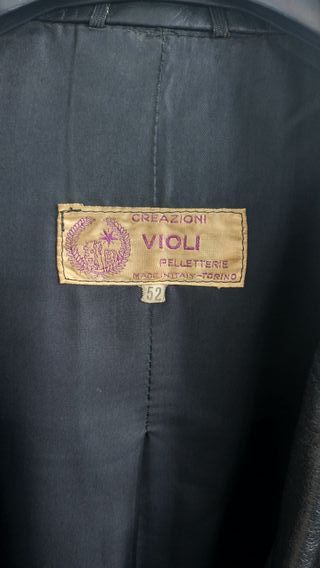 CREAZIONI
VIOLI
PELLETTERIE
MADE IN ITALY-TORINO
52